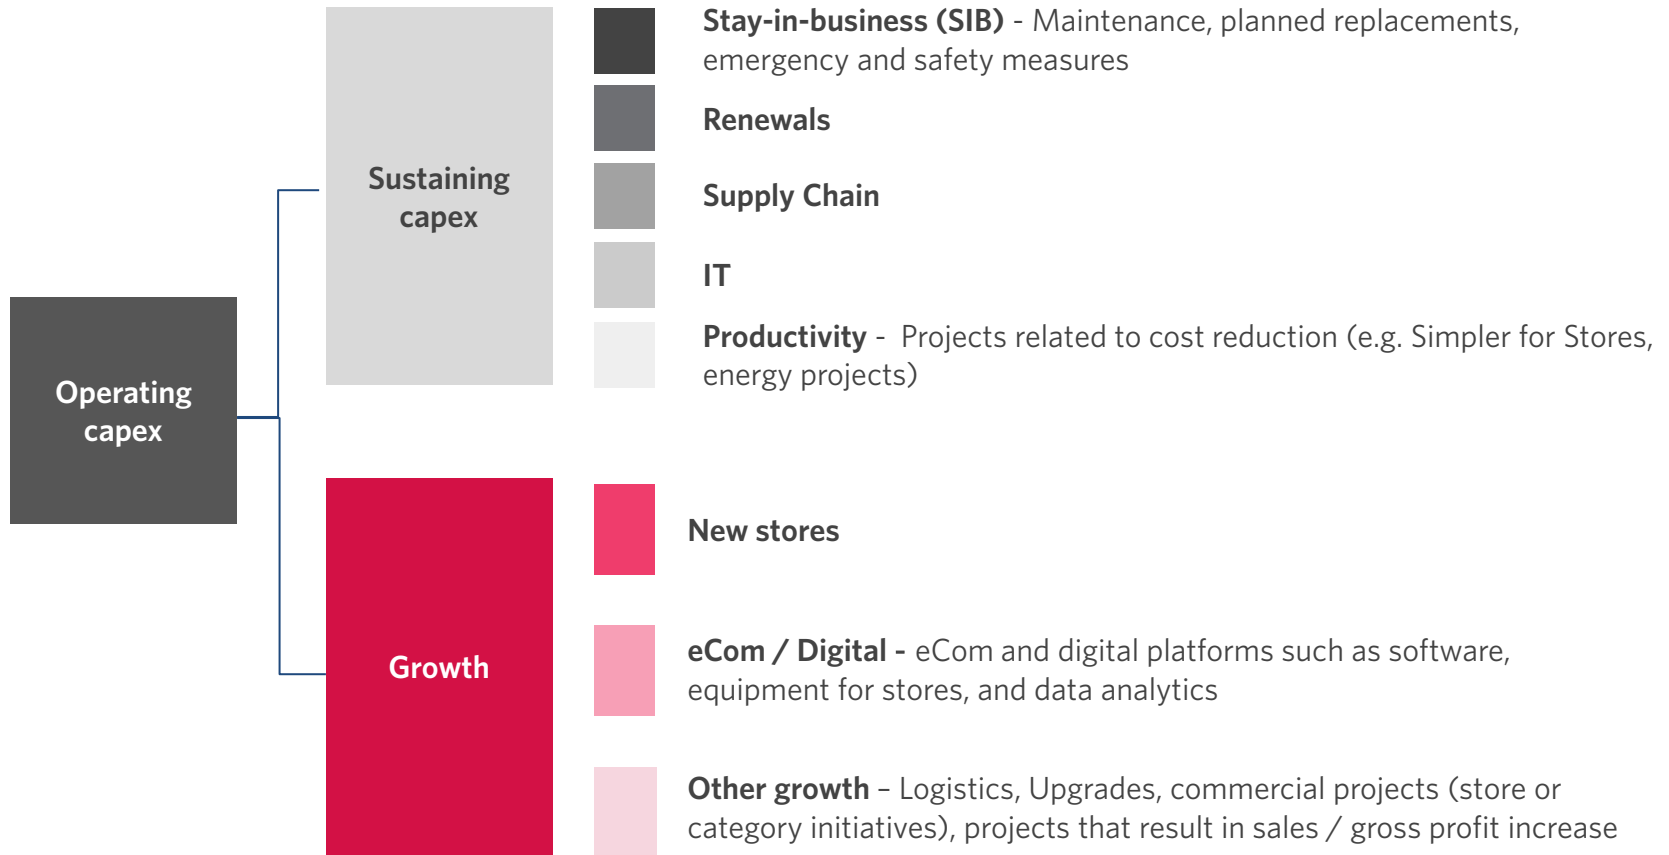 Operating
capex
Sustaining
capex
Stay-in-business (SIB) - Maintenance, planned replacements,
emergency and safety measures
Renewals
Supply Chain
IT
Productivity - Projects related to cost reduction (e.g. Simpler for Stores,
energy projects)
Growth
New stores
eCom / Digital - eCom and digital platforms such as software,
equipment for stores, and data analytics
Other growth – Logistics, Upgrades, commercial projects (store or
category initiatives), projects that result in sales / gross profit increase